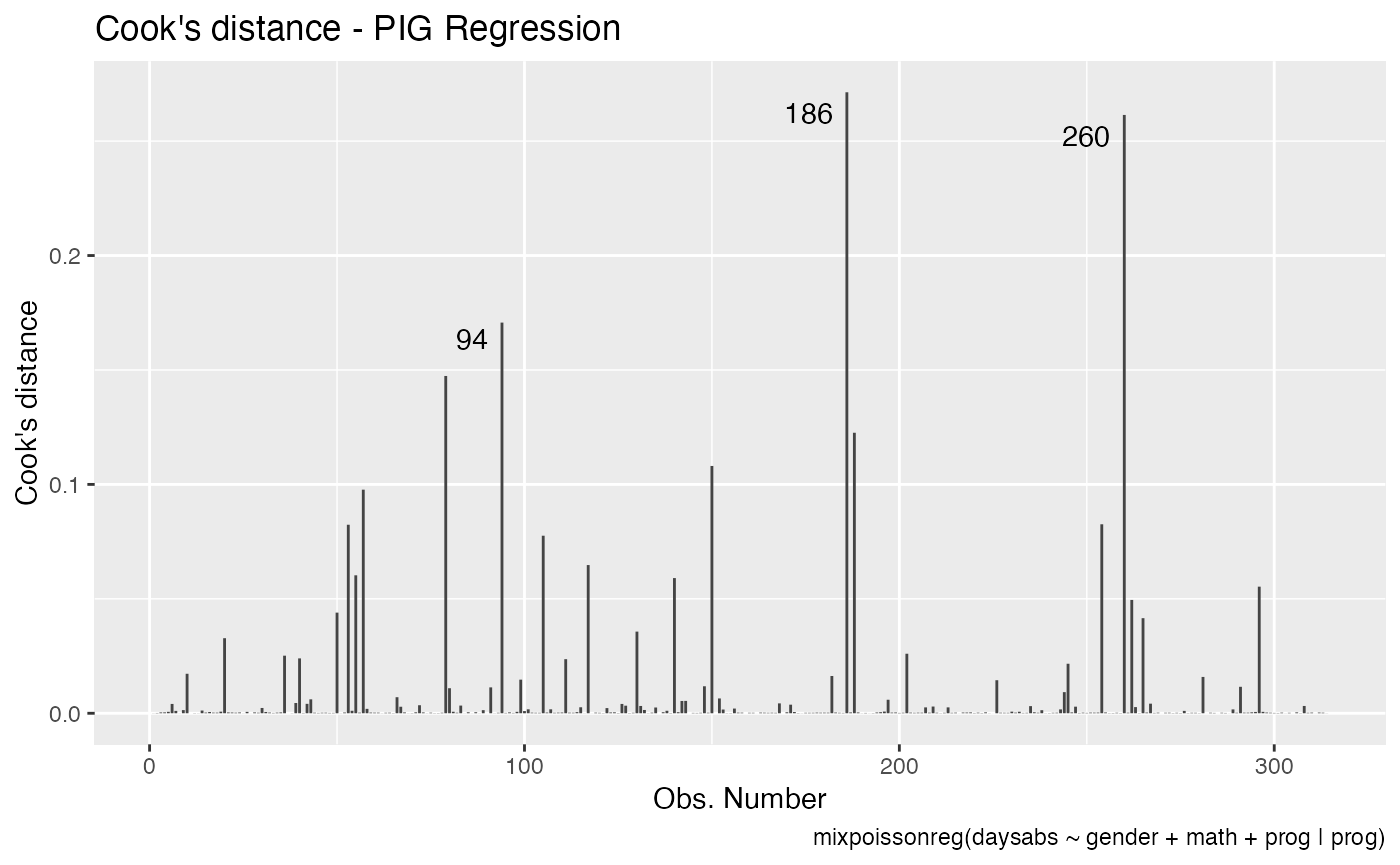 Cook's distance - PIG Regression
186
260
94
Cook's distance
0.2
0.1
0.0
0 100 200 300
Obs. Number
mixpoissonreg(daysabs ~ gender + math + prog | prog)